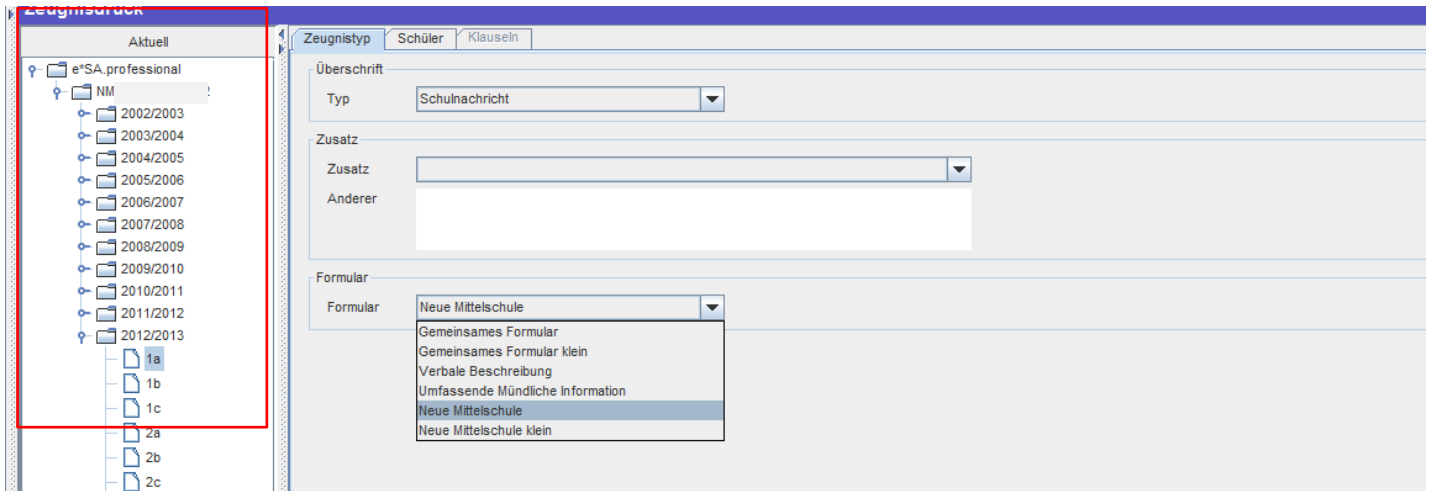 Zeugnisdruck
Aktuell
e*SA.professional
NM
2002/2003
2003/2004
2004/2005
2005/2006
2006/2007
2007/2008
2008/2009
2009/2010
2010/2011
2011/2012
2012/2013
1a
1b
1c
2a
2b
2c
Zeugnistyp Schüler Klauseln
Überschrift
Typ Schulnachricht
Zusatz
Zusatz
Anderer
Formular
Formular Neue Mittelschule
Gemeinsames Formular
Gemeinsames Formular klein
Verbale Beschreibung
Umfassende Mündliche Information
Neue Mittelschule
Neue Mittelschule klein